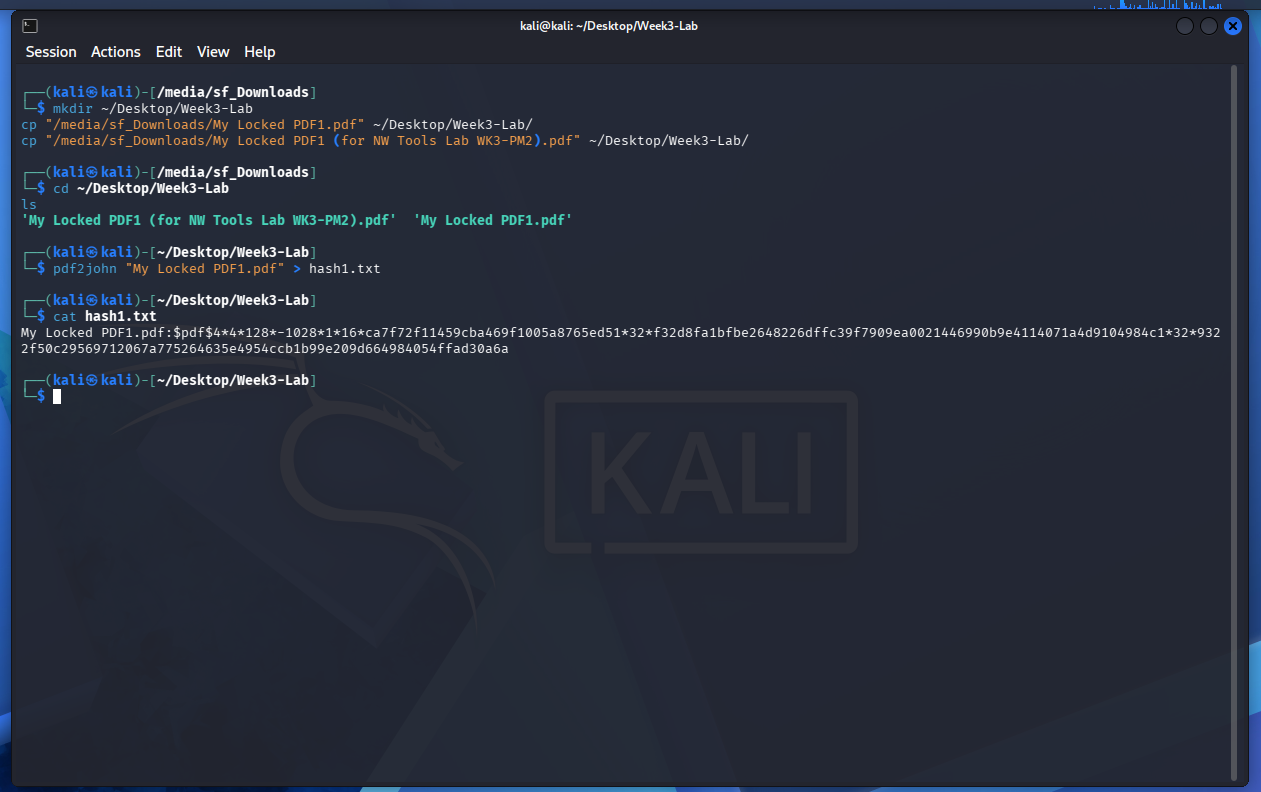 kali@kali: ~/Desktop/Week3-Lab
Session Actions Edit View Help
┌──(kali㉿kali)-[/media/sf_Downloads]
└─$ mkdir ~/Desktop/Week3-Lab
cp "/media/sf_Downloads/My Locked PDF1.pdf" ~/Desktop/Week3-Lab/
cp "/media/sf_Downloads/My Locked PDF1 (for NW Tools Lab WK3-PM2).pdf" ~/Desktop/Week3-Lab/
┌──(kali㉿kali)-[/media/sf_Downloads]
└─$ cd ~/Desktop/Week3-Lab
ls
'My Locked PDF1 (for NW Tools Lab WK3-PM2).pdf'  'My Locked PDF1.pdf'
┌──(kali㉿kali)-[~/Desktop/Week3-Lab]
└─$ pdf2john "My Locked PDF1.pdf" > hash1.txt
┌──(kali㉿kali)-[~/Desktop/Week3-Lab]
└─$ cat hash1.txt
My Locked PDF1.pdf:$pdf$4*4*128*-1028*1*16*ca7f72f11459cba469f1005a8765ed51*32*f32d8fa1bfbe2648226dffc39f7909ea0021446990b9e4114071a4d9104984c1*32*932
2f50c29569712067a775264635e4954ccb1b99e209d664984054ffad30a6a
┌──(kali㉿kali)-[~/Desktop/Week3-Lab]
└─$
KALI